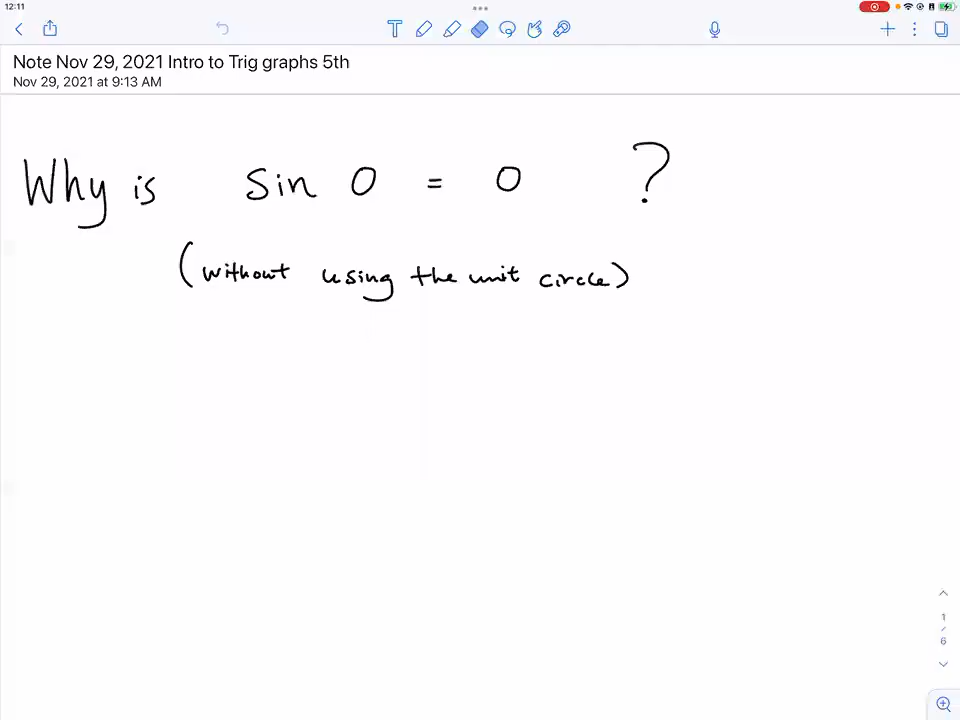 12:11
Note Nov 29, 2021 Intro to Trig graphs 5th
Nov 29, 2021 at 9:13 AM
Why is sin 0 = 0 ?
(without using the unit circle)
1
/
6